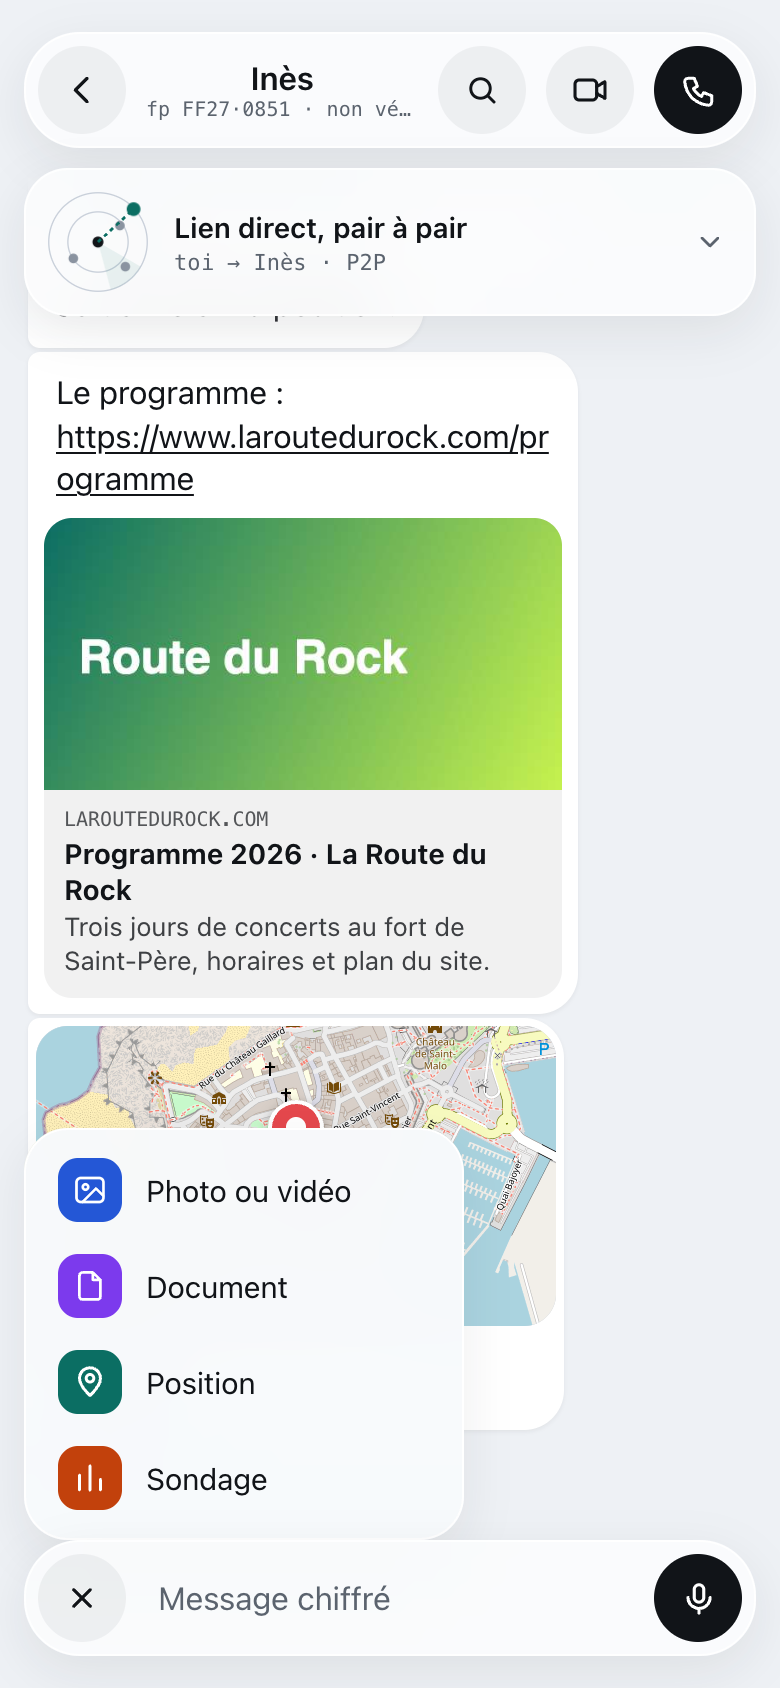 Inès
fp FF27·0851 · non vé…
Lien direct, pair à pair
toi → Inès · P2P
Le programme :
https://www.laroutedurock.com/pr
ogramme
Route du Rock
LAROUTEDUROCK.COM
Programme 2026 · La Route du
Rock
Trois jours de concerts au fort de
Saint-Père, horaires et plan du site.
Rue du Château Gaillard
Château
de Saint-
Malo
P
Rue Saint-Vincent
Quai Bajoyer
Photo ou vidéo
Document
Position
Sondage
Message chiffré